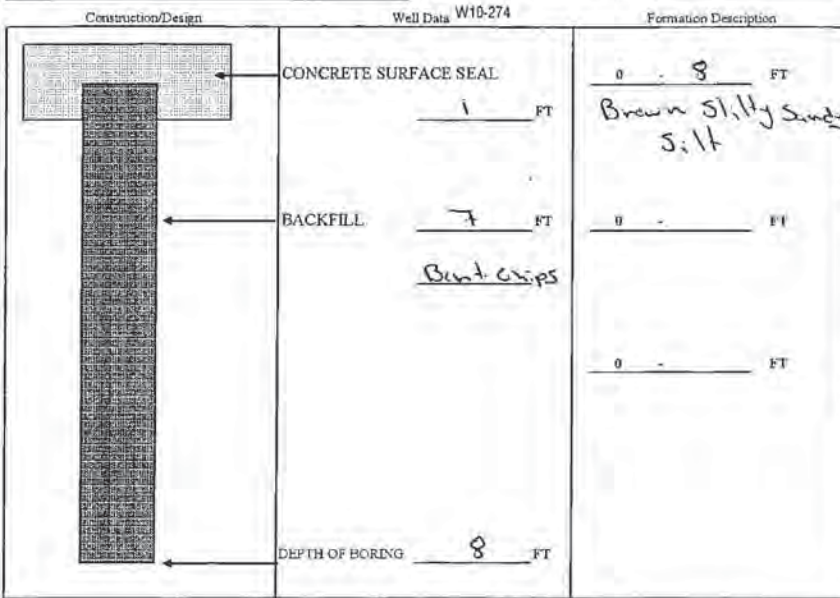 Construction/Design Well Data W10-274 Formation Description
CONCRETE SURFACE SEAL
1 FT
0 - 8 FT
Brown Silty Sandy
Silt
BACKFILL 7 FT
Bent. Chips
0 - FT
0 - FT
DEPTH OF BORING 8 FT